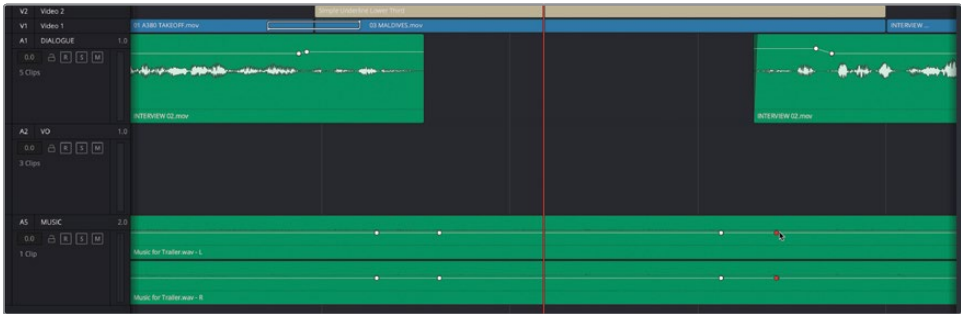 V2 Video 2
Simple Underline Lower Third
V1 Video 1
01 A380 TAKEOFF.mov
03 MALDIVES.mov
INTERVIEW ...
A1 DIALOGUE 1.0
0.0 R S M
5 Clips
INTERVIEW 02.mov
INTERVIEW 02.mov
A2 VO 1.0
0.0 R S M
3 Clips
A5 MUSIC 2.0
0.0 R S M
1 Clip
Music for Trailer.wav - L
Music for Trailer.wav - R